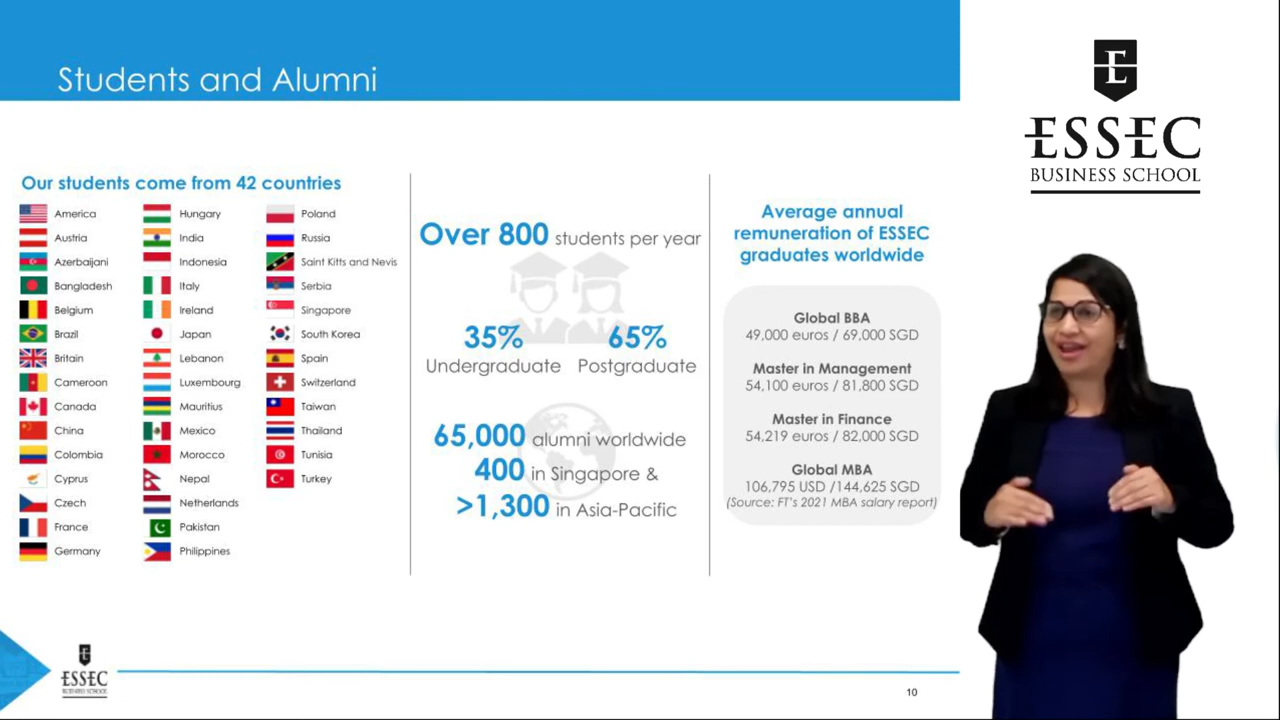 Students and Alumni
E
ESSEC
BUSINESS SCHOOL
Our students come from 42 countries
America
Austria
Azerbaijani
Bangladesh
Belgium
Brazil
Britain
Cameroon
Canada
China
Colombia
Cyprus
Czech
France
Germany
Hungary
India
Indonesia
Italy
Ireland
Japan
Lebanon
Luxembourg
Mauritius
Mexico
Morocco
Nepal
Netherlands
Pakistan
Philippines
Poland
Russia
Saint Kitts and Nevis
Serbia
Singapore
South Korea
Spain
Switzerland
Taiwan
Thailand
Tunisia
Turkey
Over 800 students per year
35% 65%
Undergraduate Postgraduate
65,000 alumni worldwide
400 in Singapore &
>1,300 in Asia-Pacific
Average annual
remuneration of ESSEC
graduates worldwide
Global BBA
49,000 euros / 69,000 SGD
Master in Management
54,100 euros / 81,800 SGD
Master in Finance
54,219 euros / 82,000 SGD
Global MBA
106,795 USD /144,625 SGD
(Source: FT's 2021 MBA salary report)
ESSEC
BUSINESS SCHOOL
10